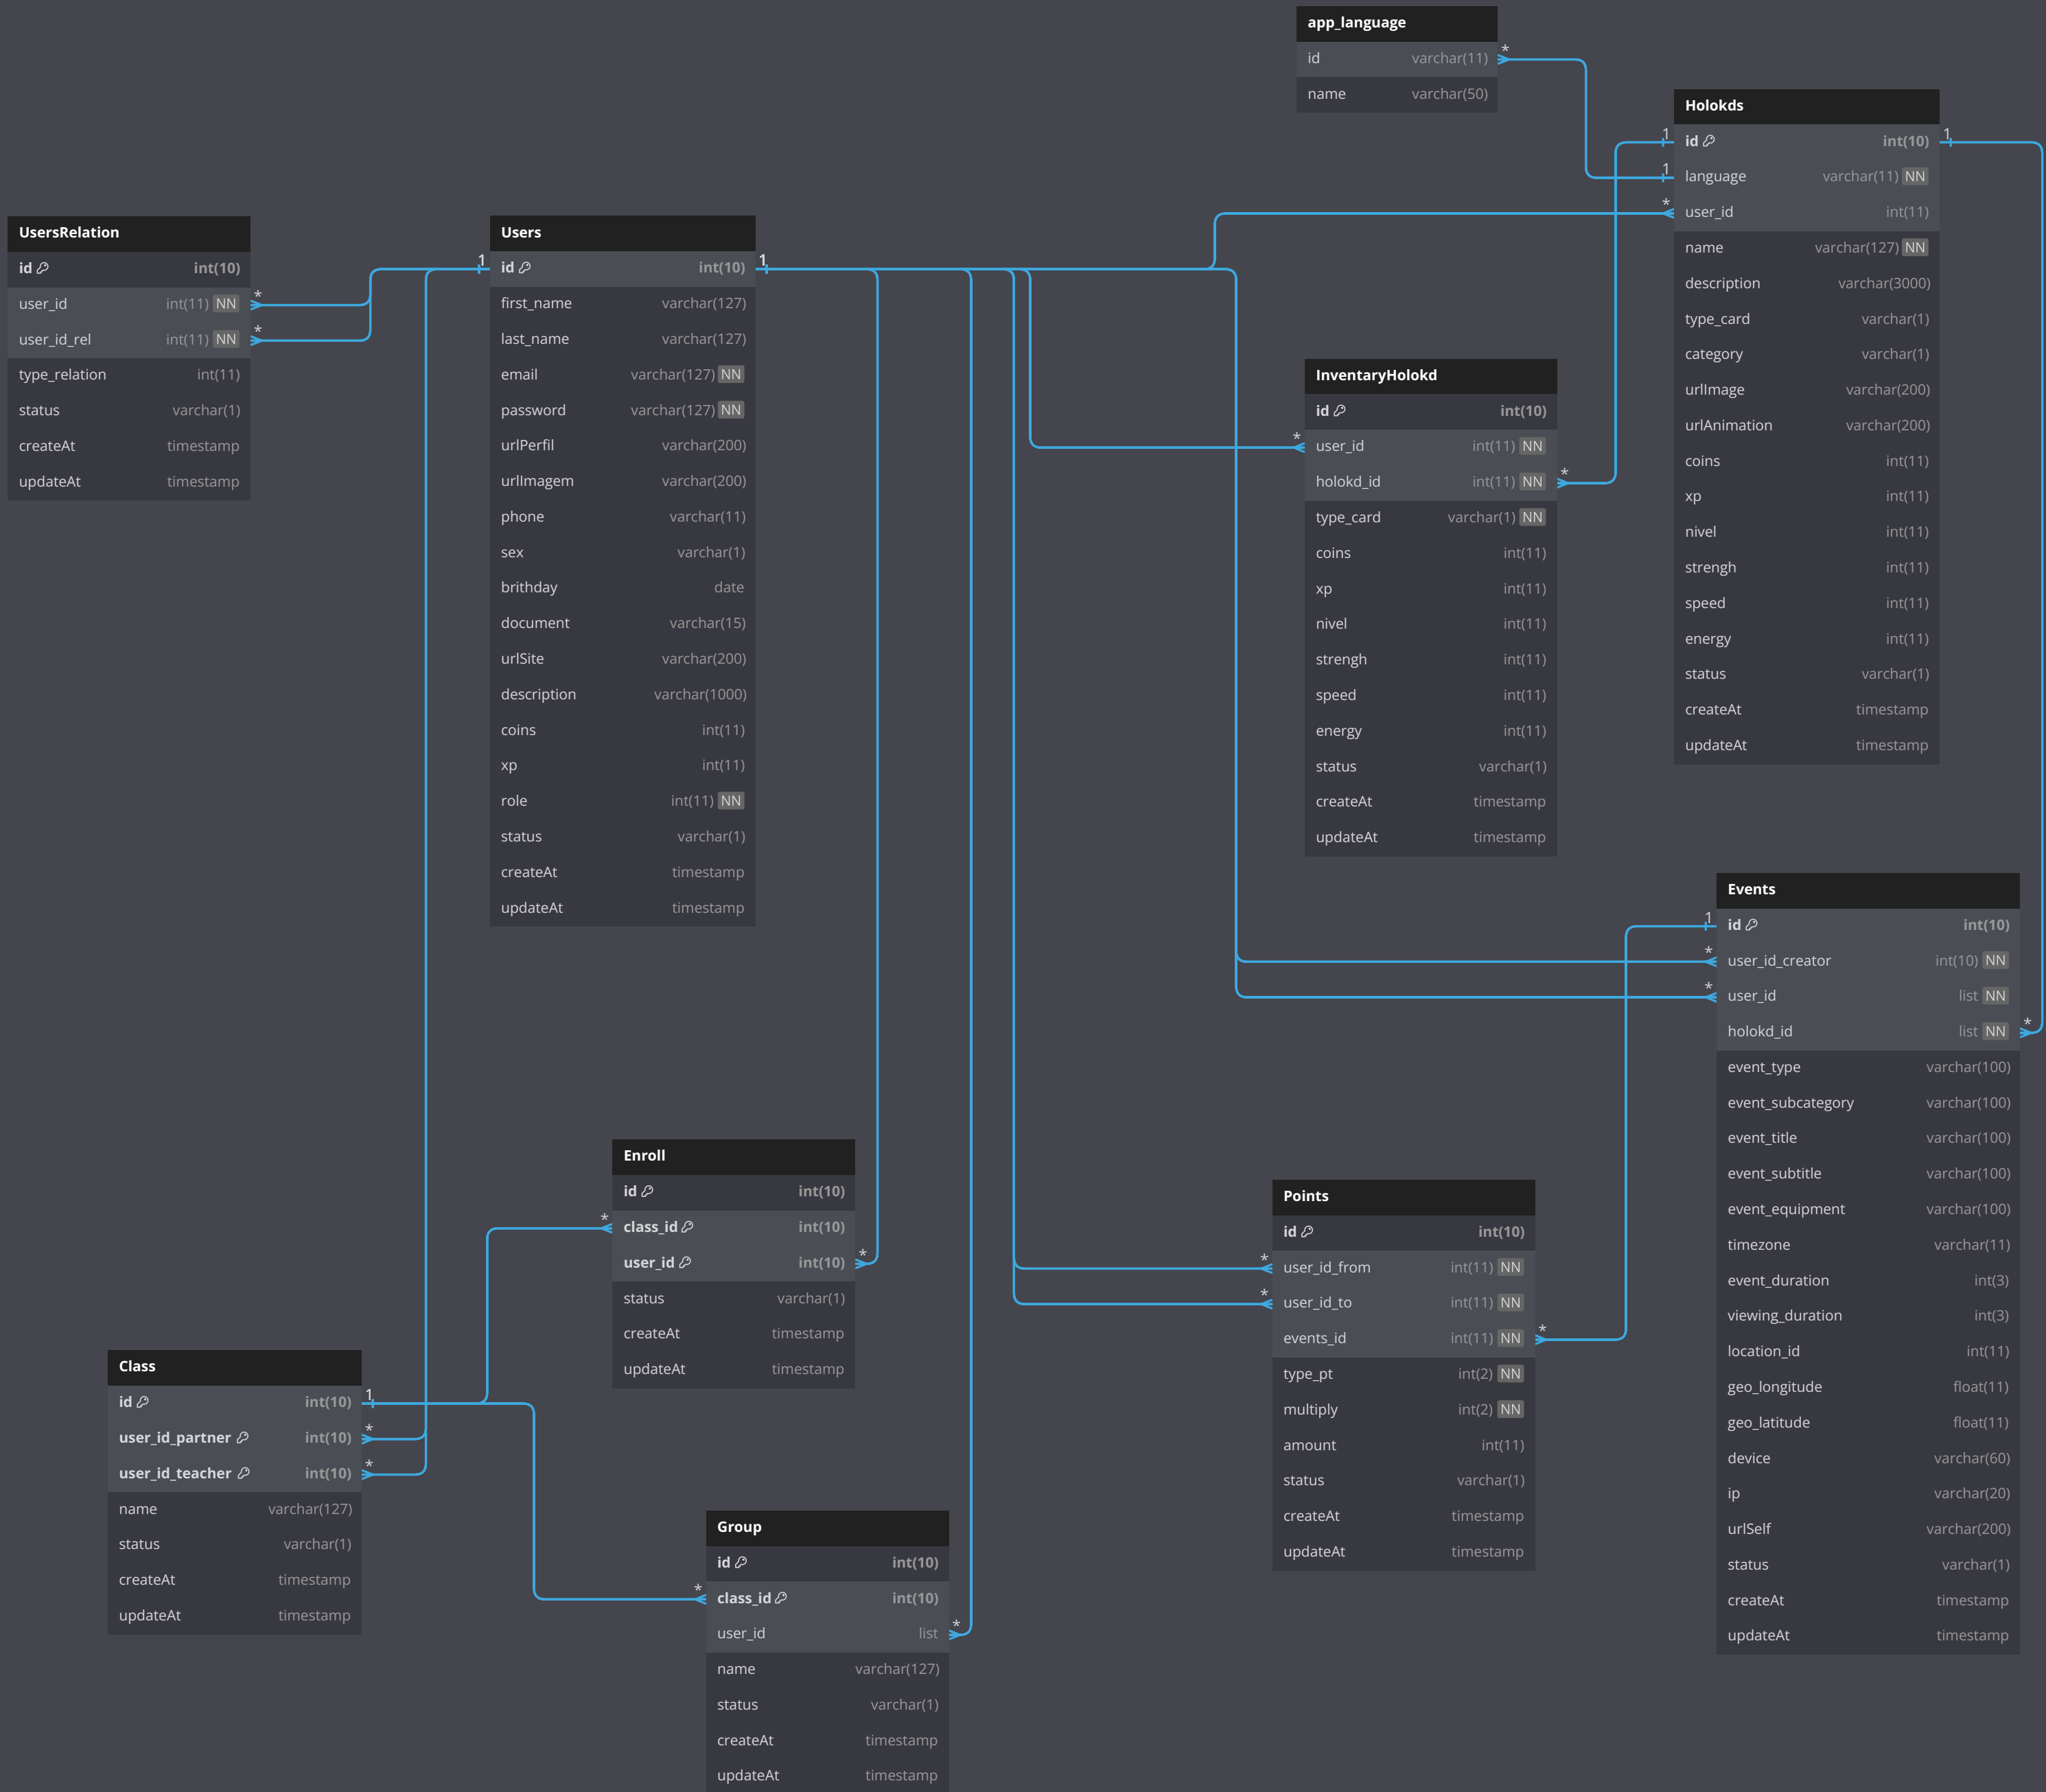 app_language
id varchar(11)
name varchar(50)
*
Holokds
id int(10)
language varchar(11) NN
user_id int(11)
name varchar(127) NN
description varchar(3000)
type_card varchar(1)
category varchar(1)
urlImage varchar(200)
urlAnimation varchar(200)
coins int(11)
xp int(11)
nivel int(11)
strengh int(11)
speed int(11)
energy int(11)
status varchar(1)
createAt timestamp
updateAt timestamp
1
1
1
*
UsersRelation
id int(10)
user_id int(11) NN
user_id_rel int(11) NN
type_relation int(11)
status varchar(1)
createAt timestamp
updateAt timestamp
*
*
Users
id int(10)
first_name varchar(127)
last_name varchar(127)
email varchar(127) NN
password varchar(127) NN
urlPerfil varchar(200)
urlImagem varchar(200)
phone varchar(11)
sex varchar(1)
brithday date
document varchar(15)
urlSite varchar(200)
description varchar(1000)
coins int(11)
xp int(11)
role int(11) NN
status varchar(1)
createAt timestamp
updateAt timestamp
1
1
InventaryHolokd
id int(10)
user_id int(11) NN
holokd_id int(11) NN
type_card varchar(1) NN
coins int(11)
xp int(11)
nivel int(11)
strengh int(11)
speed int(11)
energy int(11)
status varchar(1)
createAt timestamp
updateAt timestamp
*
*
Events
id int(10)
user_id_creator int(10) NN
user_id list NN
holokd_id list NN
event_type varchar(100)
event_subcategory varchar(100)
event_title varchar(100)
event_subtitle varchar(100)
event_equipment varchar(100)
timezone varchar(11)
event_duration int(3)
viewing_duration int(3)
location_id int(11)
geo_longitude float(11)
geo_latitude float(11)
device varchar(60)
ip varchar(20)
urlSelf varchar(200)
status varchar(1)
createAt timestamp
updateAt timestamp
1
*
*
*
Enroll
id int(10)
class_id int(10)
user_id int(10)
status varchar(1)
createAt timestamp
updateAt timestamp
*
*
Points
id int(10)
user_id_from int(11) NN
user_id_to int(11) NN
events_id int(11) NN
type_pt int(2) NN
multiply int(2) NN
amount int(11)
status varchar(1)
createAt timestamp
updateAt timestamp
*
*
*
Class
id int(10)
user_id_partner int(10)
user_id_teacher int(10)
name varchar(127)
status varchar(1)
createAt timestamp
updateAt timestamp
1
*
*
Group
id int(10)
class_id int(10)
user_id list
name varchar(127)
status varchar(1)
createAt timestamp
updateAt timestamp
*
*